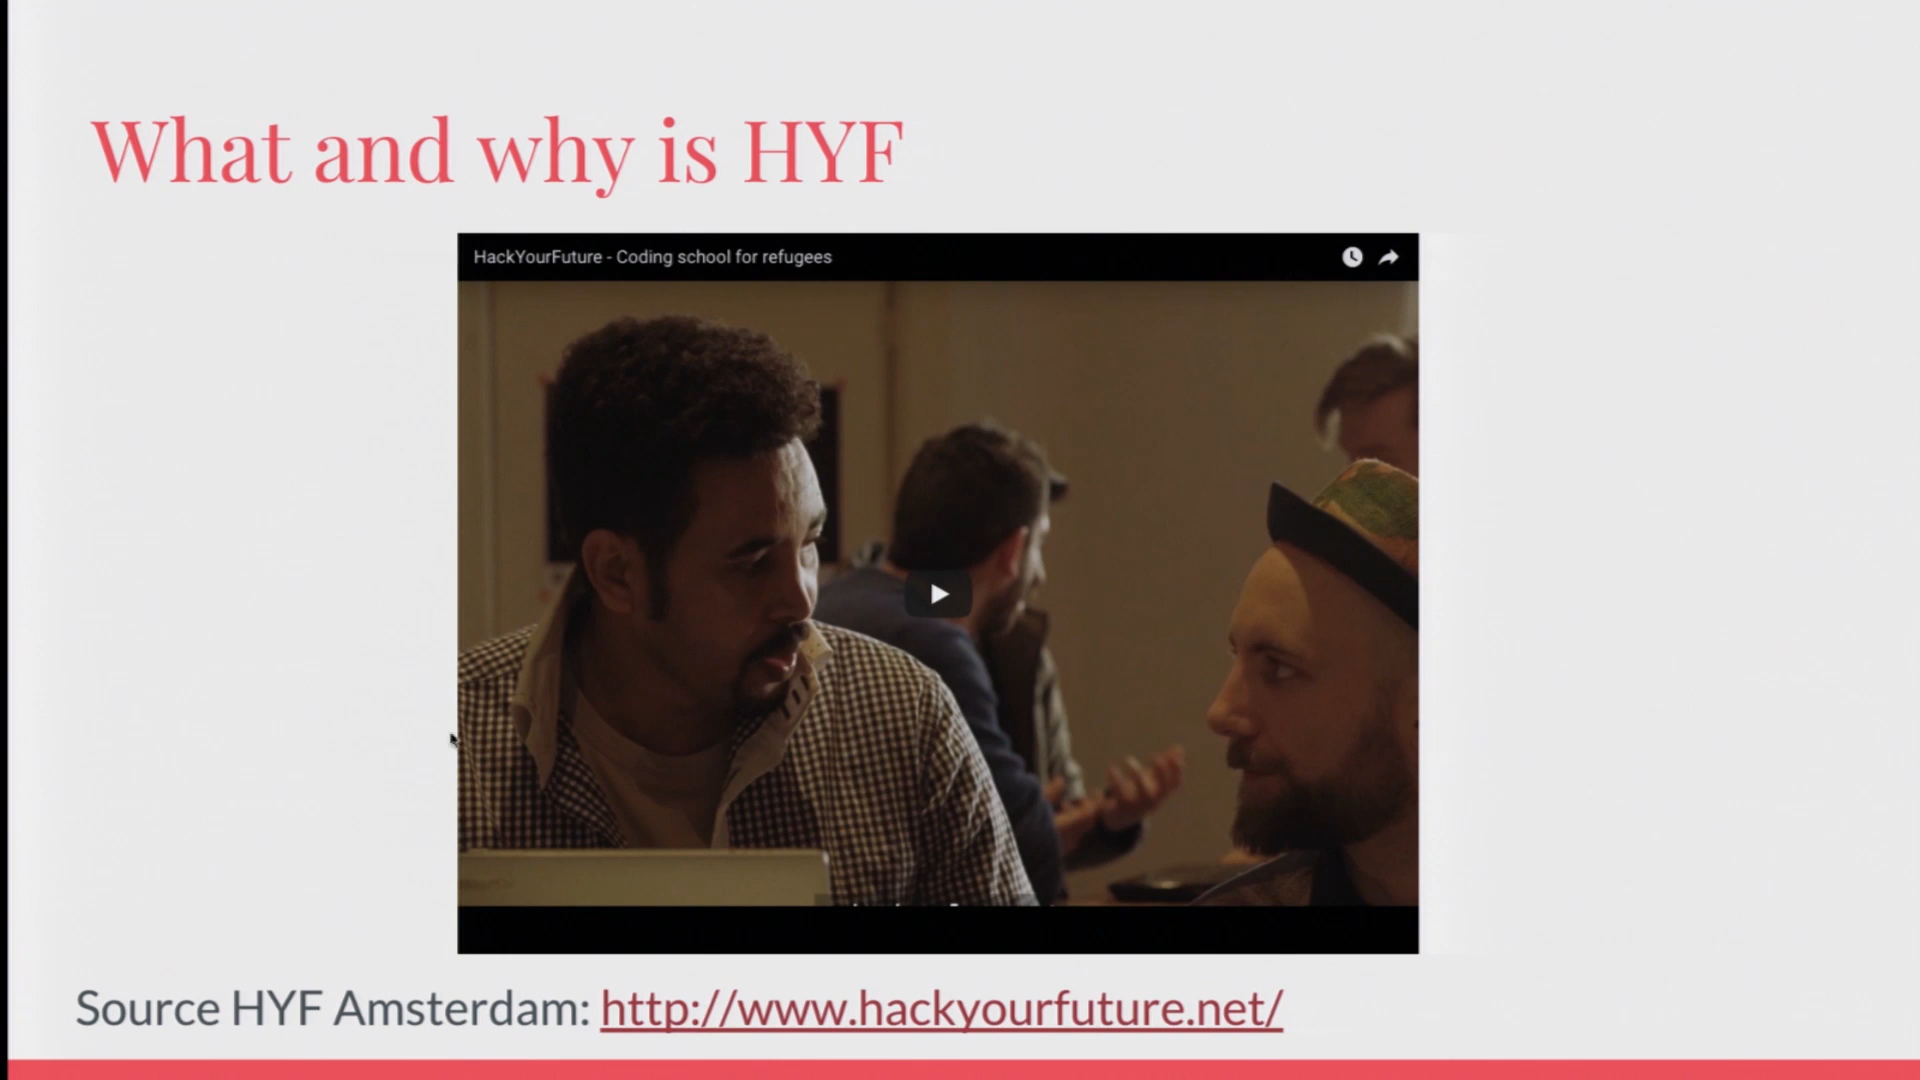 What and why is HYF
HackYourFuture - Coding school for refugees
Source HYF Amsterdam: http://www.hackyourfuture.net/